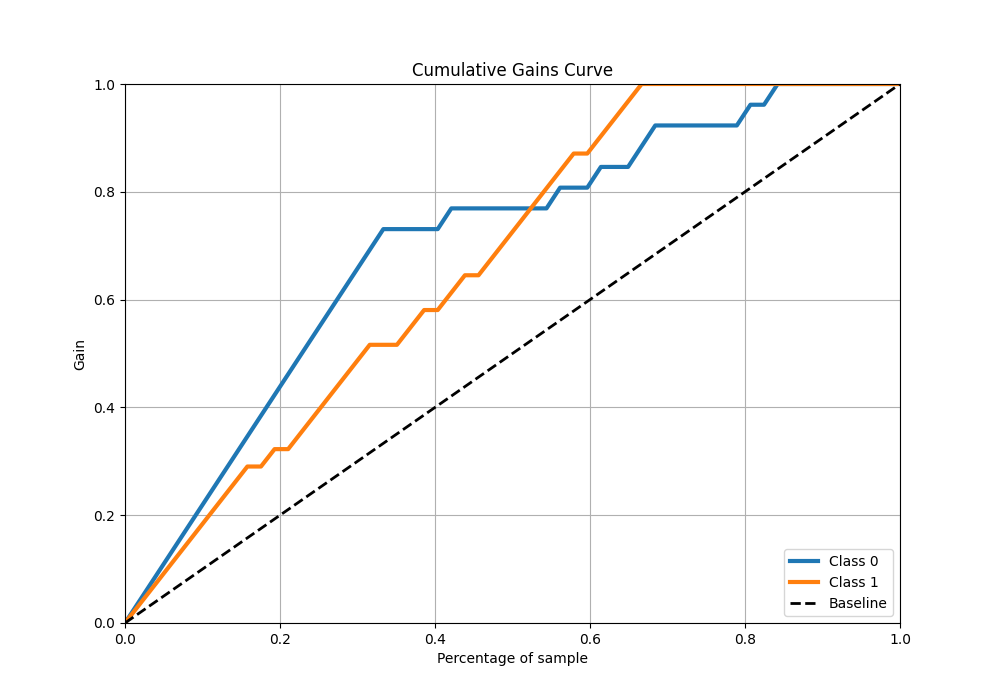 Cumulative Gains Curve
1.0
0.8
0.6
0.4
0.2
0.0
Gain
0.0 0.2 0.4 0.6 0.8 1.0
Percentage of sample
Class 0
Class 1
Baseline